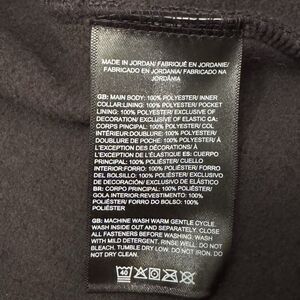 MADE IN JORDAN/ FABRIQUÉ EN JORDANIE/
FABRICADO EN JORDANIA/ FABRICADO NA
JORDÂNIA
GB: MAIN BODY: 100% POLYESTER/ INNER
COLLAR LINING: 100% POLYESTER/ POCKET
LINING: 100% POLYESTER/ EXCLUSIVE OF
DECORATION/ EXCLUSIVE OF ELASTIC CA:
CORPS PINCIPAL: 100% POLYESTER/ COL
INTÉRIEUR DOUBLURE: 100% POLYESTER/
DOUBLURE DE POCHE: 100% POLYESTER/ À
L'EXCEPTION DES DÉCORATIONS/ À
L'EXCEPTION DES ÉLASTIQUES ES: CUERPO
PRINCIPAL: 100% POLIÉSTER/ CUELLO
INTERIOR FORRO: 100% POLIÉSTER/ FORRO
DEL BOLSILLO: 100% POLIÉSTER/ EXCLUSIVO
DE DECORACIÓN/ EXCLUSIVO DE ELÁSTICO
BR: CORPO PRINCIPAL: 100% POLIÉSTER/
GOLA INTERIOR REVESTIMENTO: 100%
POLIÉSTER/ FORRO DO BOLSO: 100%
POLIÉSTER
GB: MACHINE WASH WARM GENTLE CYCLE.
WASH INSIDE OUT AND SEPARATELY. CLOSE
ALL FASTENERS BEFORE WASHING. WASH
WITH MILD DETERGENT. RINSE WELL. DO NOT
BLEACH. TUMBLE DRY LOW. DO NOT IRON. DO
NOT DRY CLEAN.
40